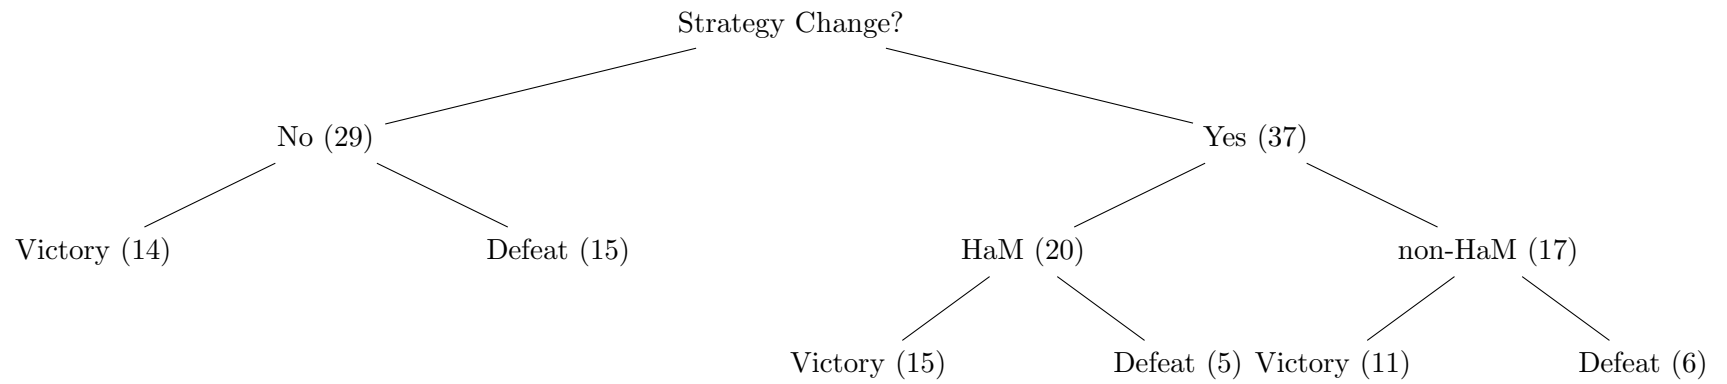 Strategy Change?
No (29)
Yes (37)
Victory (14)
Defeat (15)
HaM (20)
non-HaM (17)
Victory (15)
Defeat (5)
Victory (11)
Defeat (6)